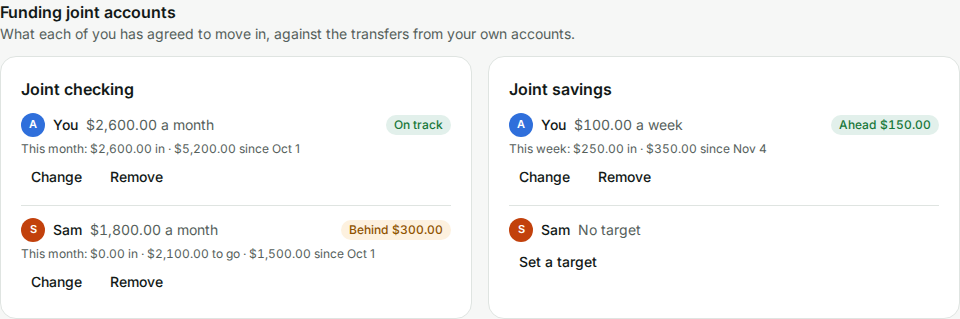 Funding joint accounts
What each of you has agreed to move in, against the transfers from your own accounts.
Joint checking
A You $2,600.00 a month On track
This month: $2,600.00 in · $5,200.00 since Oct 1
Change Remove
S Sam $1,800.00 a month Behind $300.00
This month: $0.00 in · $2,100.00 to go · $1,500.00 since Oct 1
Change Remove
Joint savings
A You $100.00 a week Ahead $150.00
This week: $250.00 in · $350.00 since Nov 4
Change Remove
S Sam No target
Set a target